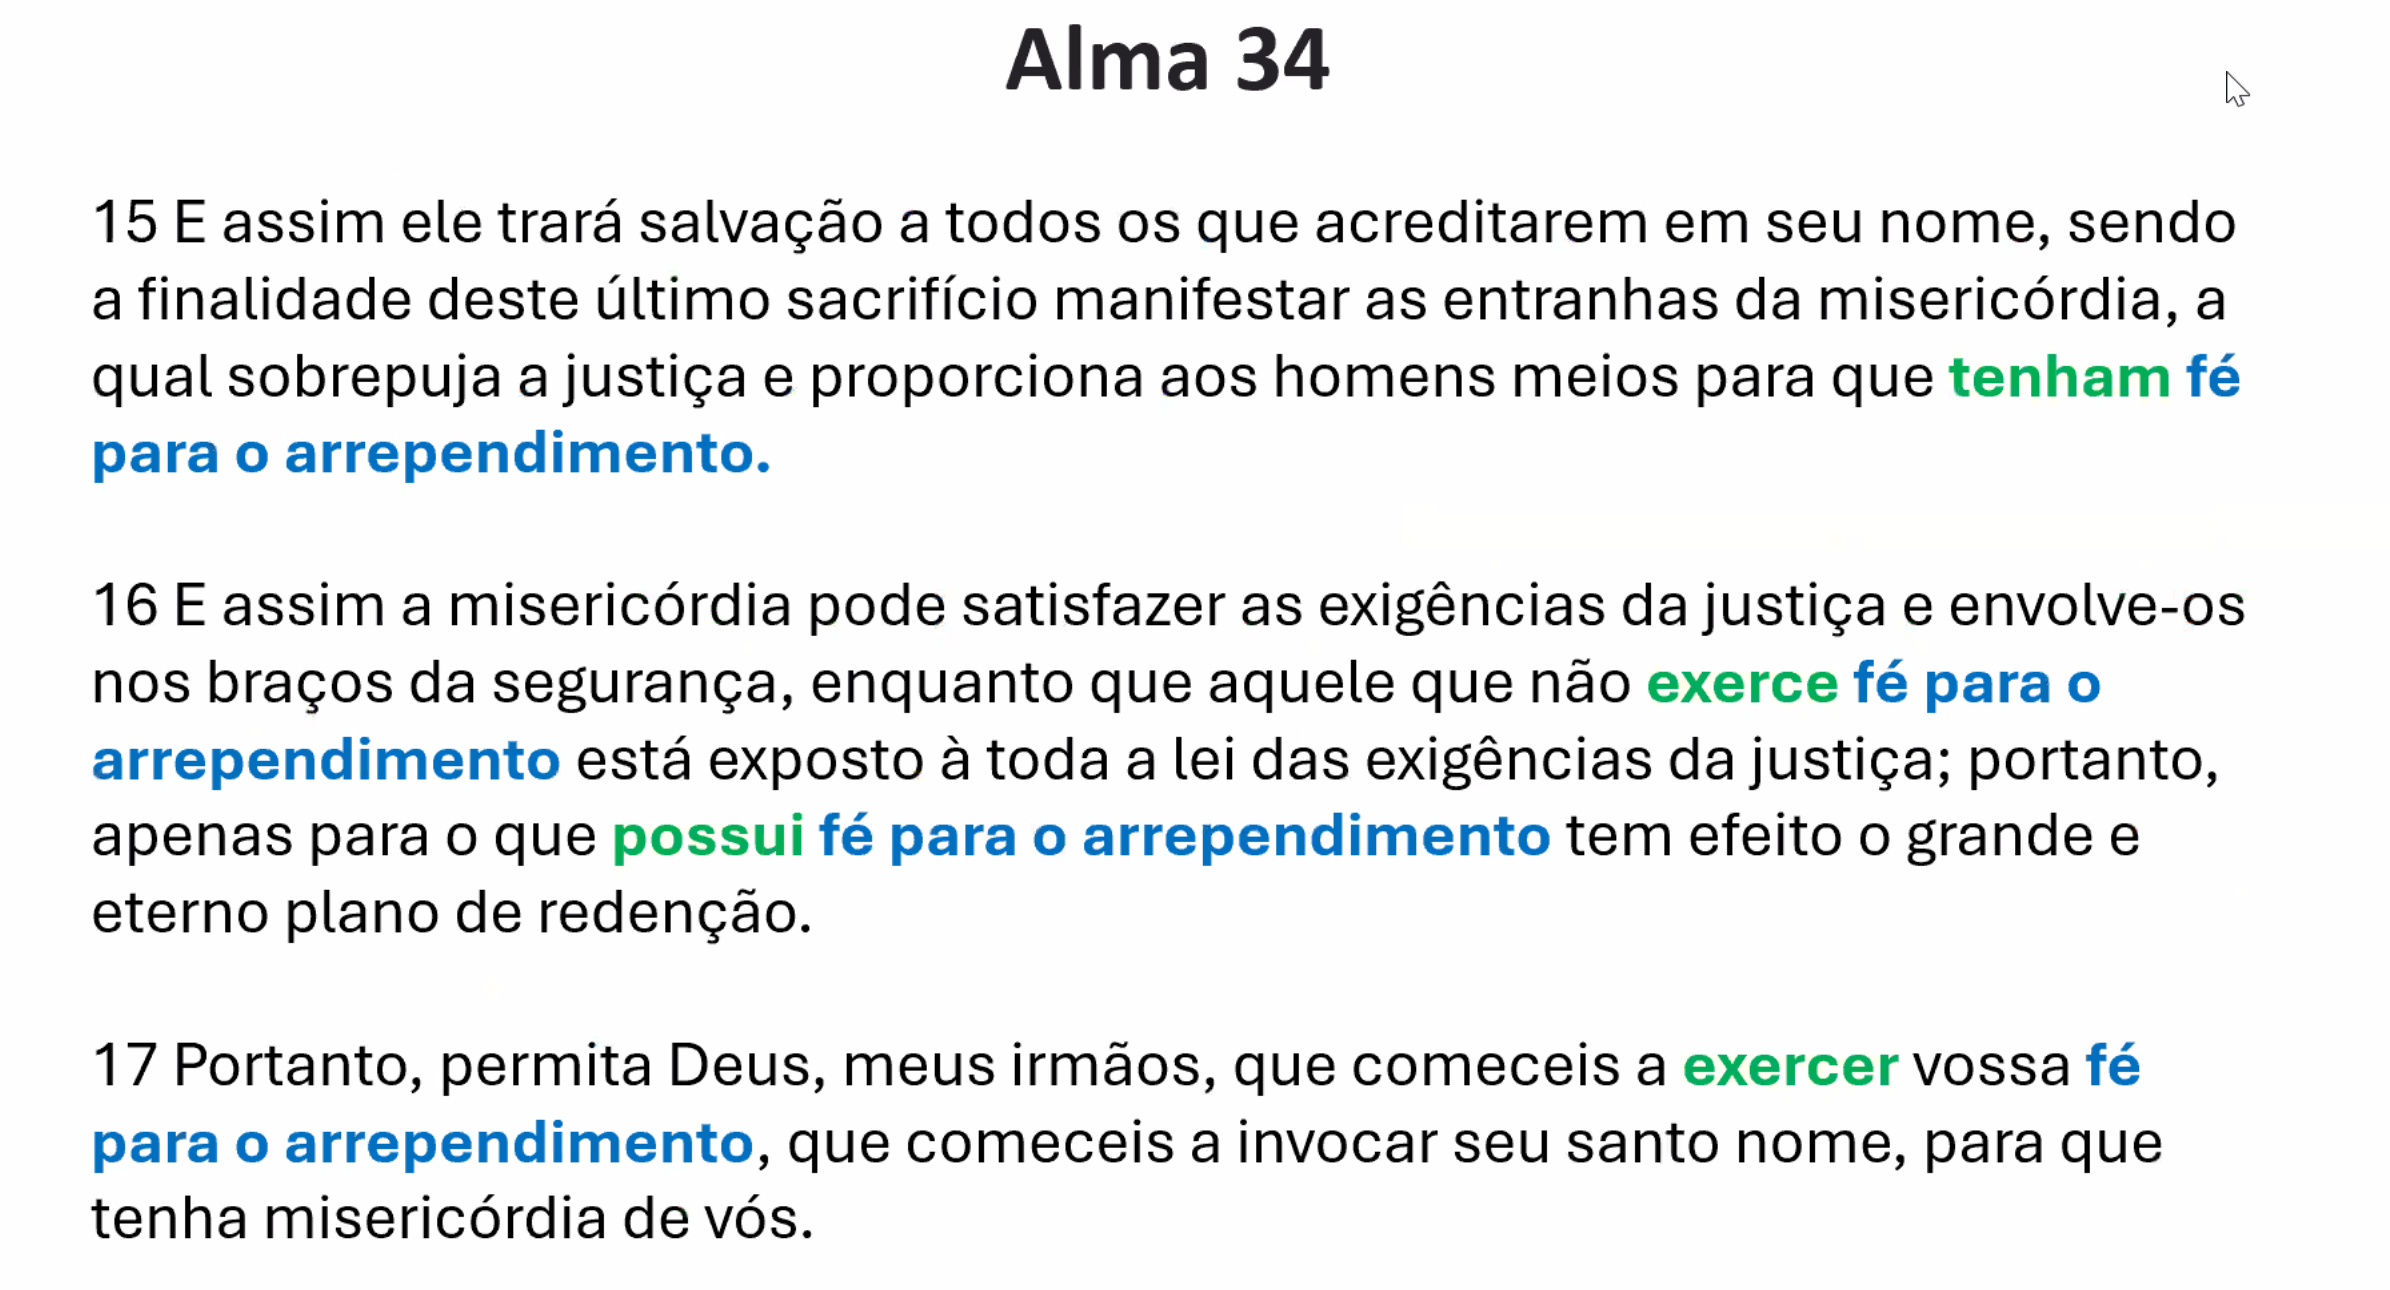 Alma 34
15 E assim ele trará salvação a todos os que acreditarem em seu nome, sendo
a finalidade deste último sacrifício manifestar as entranhas da misericórdia, a
qual sobrepuja a justiça e proporciona aos homens meios para que tenham fé
para o arrependimento.
16 E assim a misericórdia pode satisfazer as exigências da justiça e envolve-os
nos braços da segurança, enquanto que aquele que não exerce fé para o
arrependimento está exposto à toda a lei das exigências da justiça; portanto,
apenas para o que possui fé para o arrependimento tem efeito o grande e
eterno plano de redenção.
17 Portanto, permita Deus, meus irmãos, que comeceis a exercer vossa fé
para o arrependimento, que comeceis a invocar seu santo nome, para que
tenha misericórdia de vós.